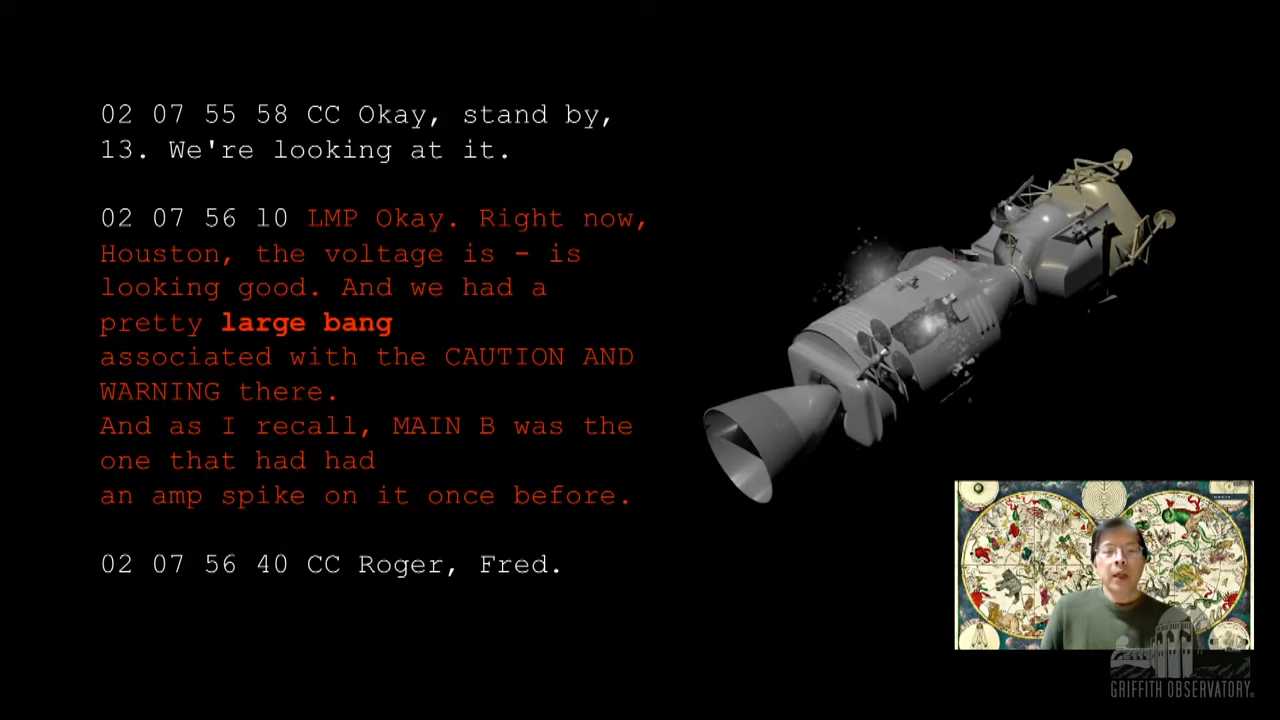 02 07 55 58 CC Okay, stand by,
13. We're looking at it.
02 07 56 10 LMP Okay. Right now,
Houston, the voltage is - is
looking good. And we had a
pretty large bang
associated with the CAUTION AND
WARNING there.
And as I recall, MAIN B was the
one that had had
an amp spike on it once before.
02 07 56 40 CC Roger, Fred.
GRIFFITH OBSERVATORY